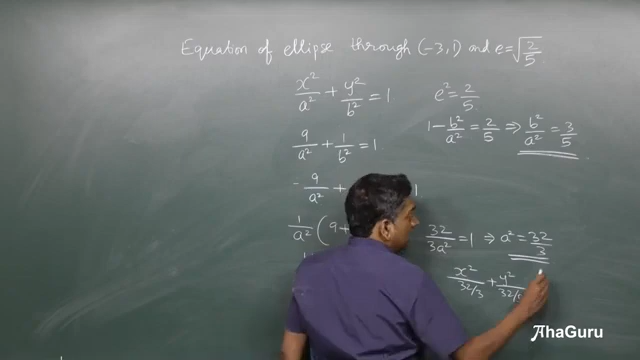 Equation of ellipse through (-3, 1) and e = √(2/5)
x²/a² + y²/b² = 1
e² = 2/5
1 - b²/a² = 2/5 ⇒ b²/a² = 3/5
9/a² + 1/b² = 1
9/a² + 1
1/a² (9+
32/3a² = 1 ⇒ a² = 32/3
x²/32/3 + y²/32/
AhaGuru